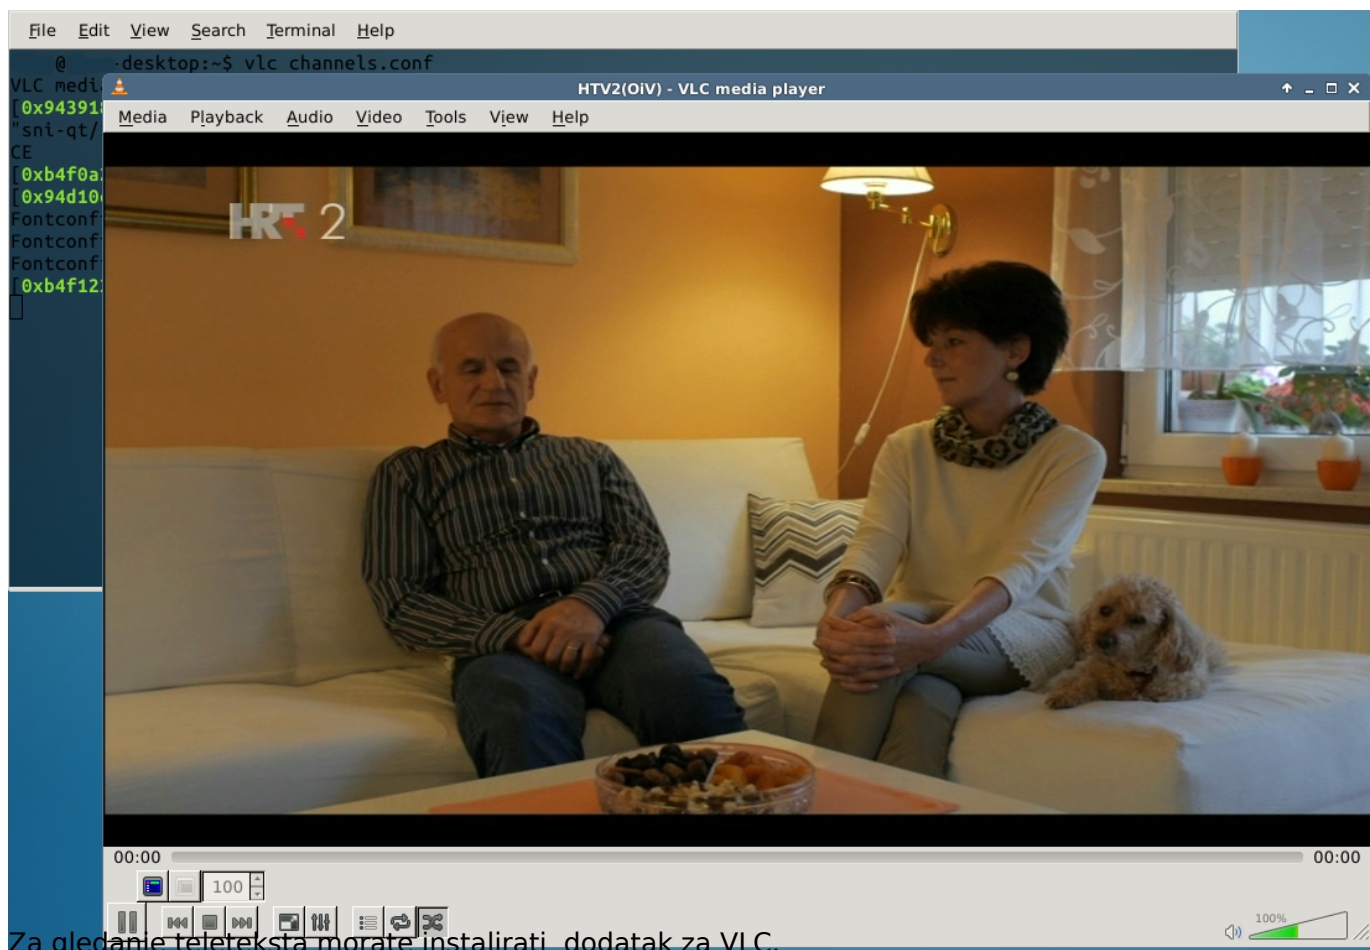 File Edit View Search Terminal Help
@ -desktop:~$ vlc channels.conf
VLC medi
HTV2(OiV) - VLC media player
[0x94391
Media Playback Audio Video Tools View Help
"sni-qt/
CE
[0xb4f0a
[0x94d10
Fontconf
Fontconf
Fontconf
[0xb4f12
HRT 2
00:00 00:00
100
100%
Za gledanje teleteksta morate instalirati dodatak za VLC.